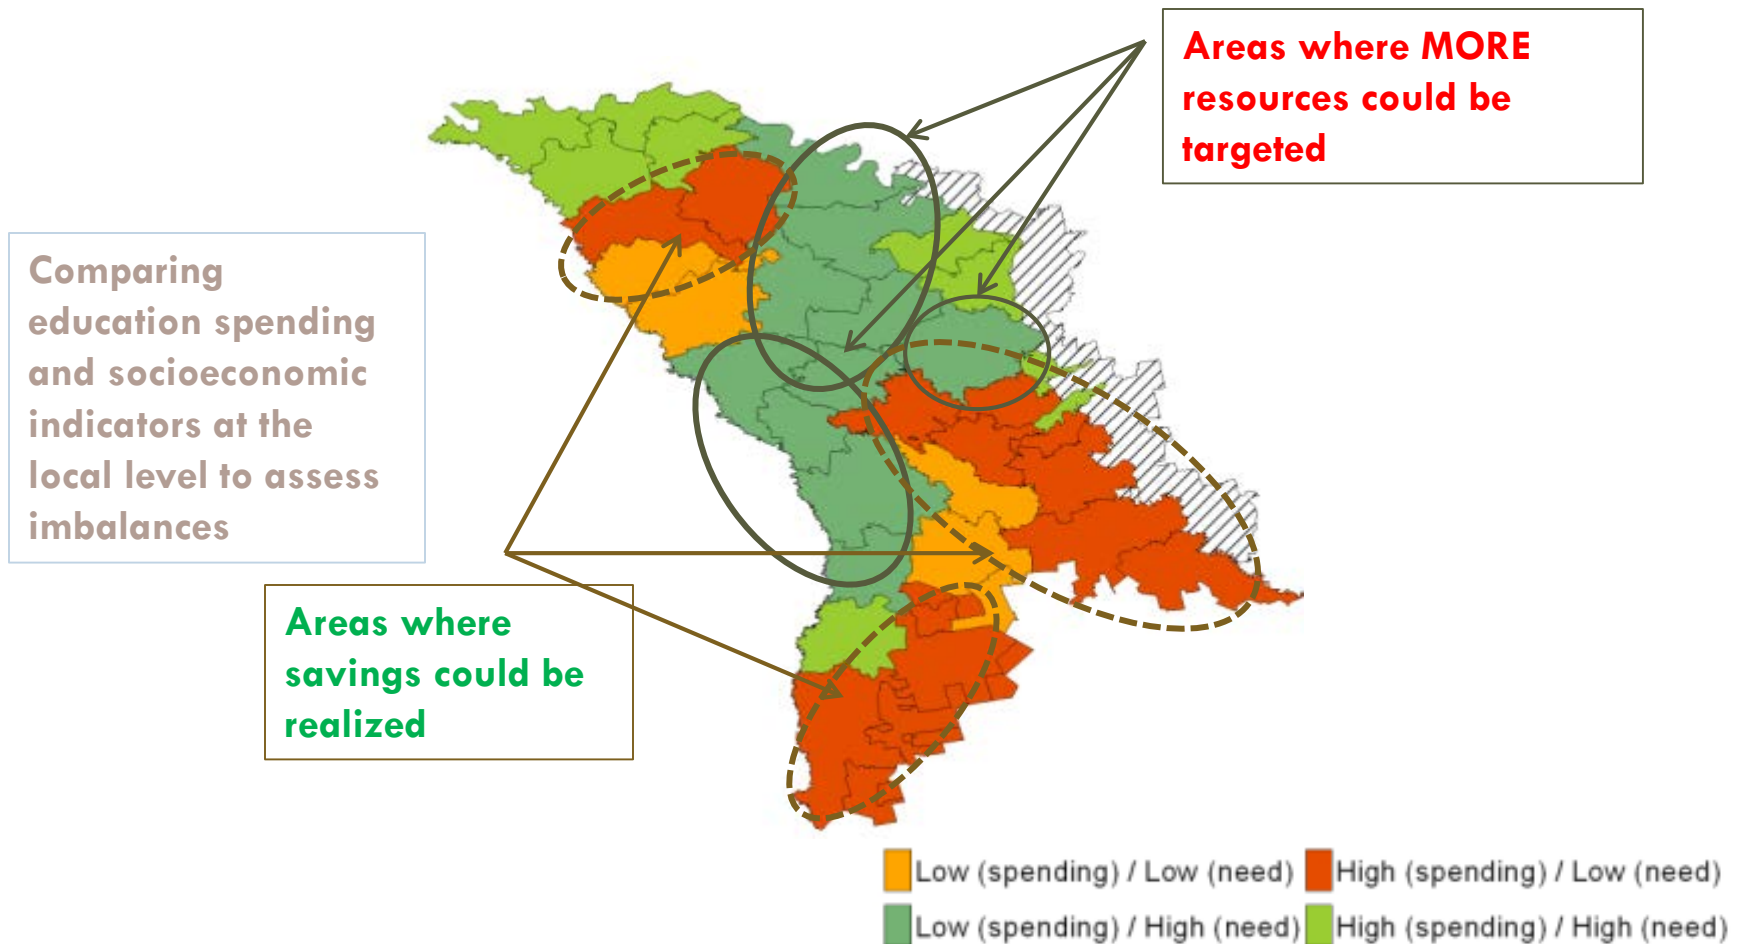 Areas where MORE
resources could be
targeted
Comparing
education spending
and socioeconomic
indicators at the
local level to assess
imbalances
Areas where
savings could be
realized
Low (spending) / Low (need)
High (spending) / Low (need)
Low (spending) / High (need)
High (spending) / High (need)